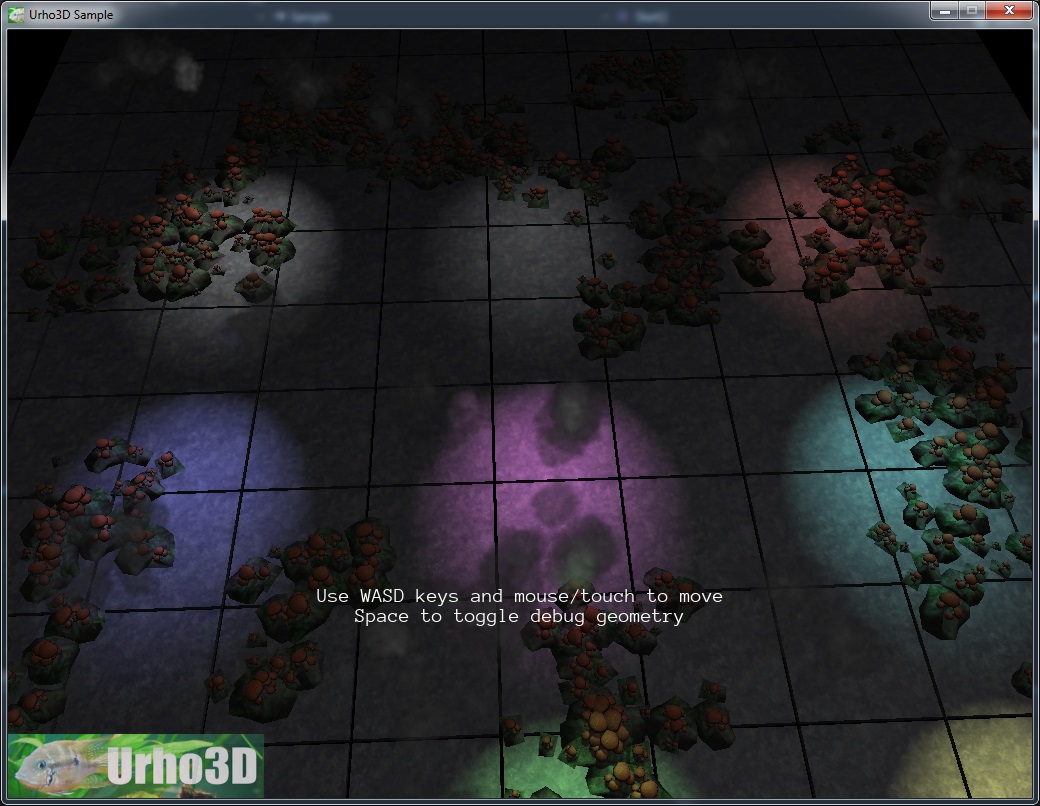 Urho3D Sample
Use WASD keys and mouse/touch to move
Space to toggle debug geometry
Urho3D